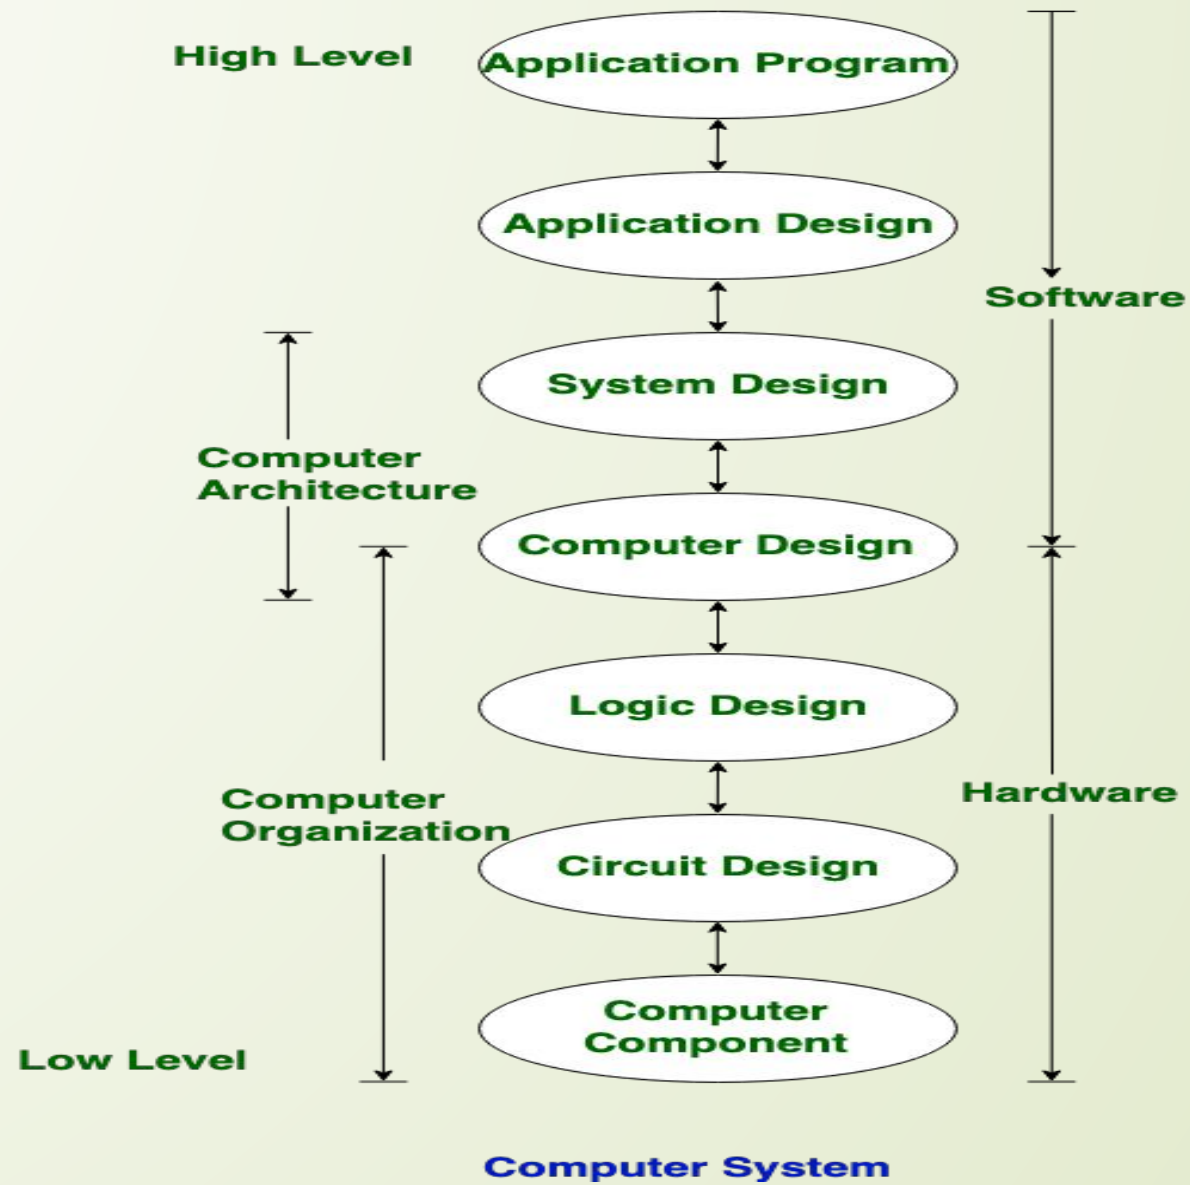 High Level
Application Program
Application Design
Software
System Design
Computer
Architecture
Computer Design
Logic Design
Hardware
Computer
Organization
Circuit Design
Computer
Component
Low Level
Computer System